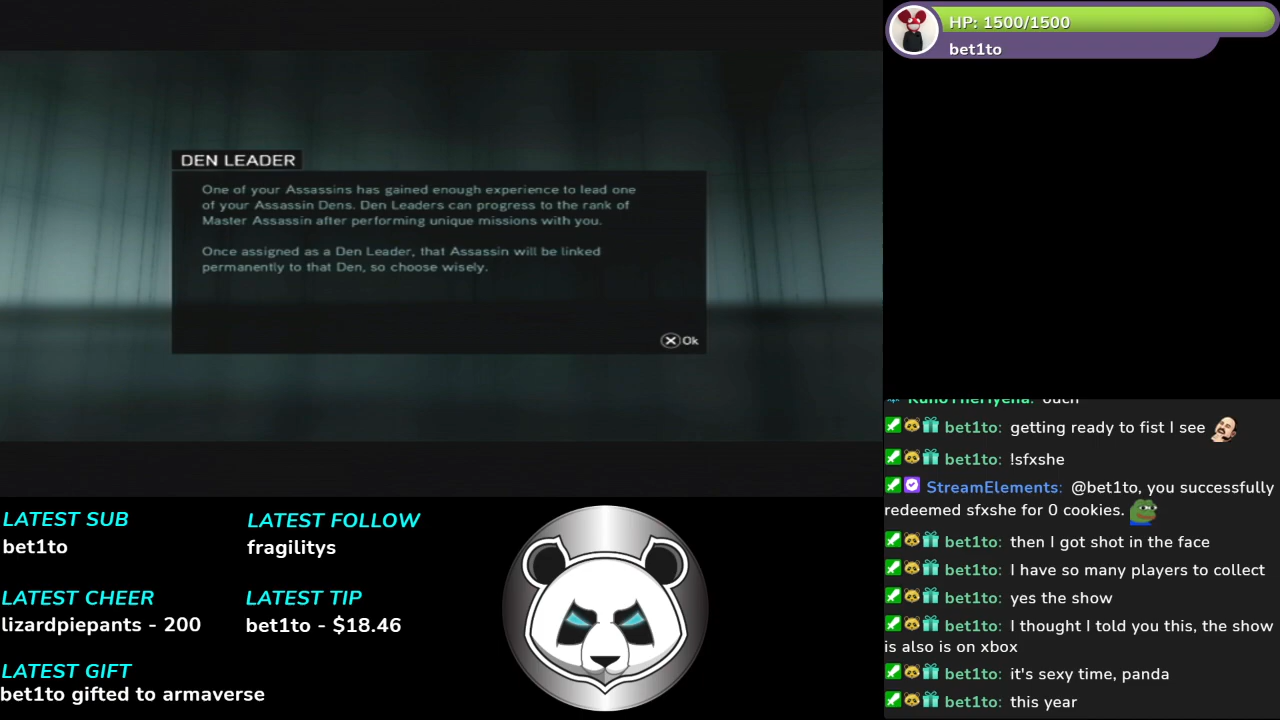 HP: 1500/1500
bet1to
DEN LEADER
One of your Assassins has gained enough experience to lead one
of your Assassin Dens. Den Leaders can progress to the rank of
Master Assassin after performing unique missions with you.
Once assigned as a Den Leader, that Assassin will be linked
permanently to that Den, so choose wisely.
Ok
bet1to: getting ready to fist I see
bet1to: !sfxshe
StreamElements: @bet1to, you successfully
redeemed sfxshe for 0 cookies.
bet1to: then I got shot in the face
bet1to: I have so many players to collect
bet1to: yes the show
bet1to: I thought I told you this, the show
is also is on xbox
bet1to: it's sexy time, panda
bet1to: this year
LATEST SUB
bet1to
LATEST FOLLOW
fragilitys
LATEST CHEER
lizardpiepants - 200
LATEST TIP
bet1to - $18.46
LATEST GIFT
bet1to gifted to armaverse